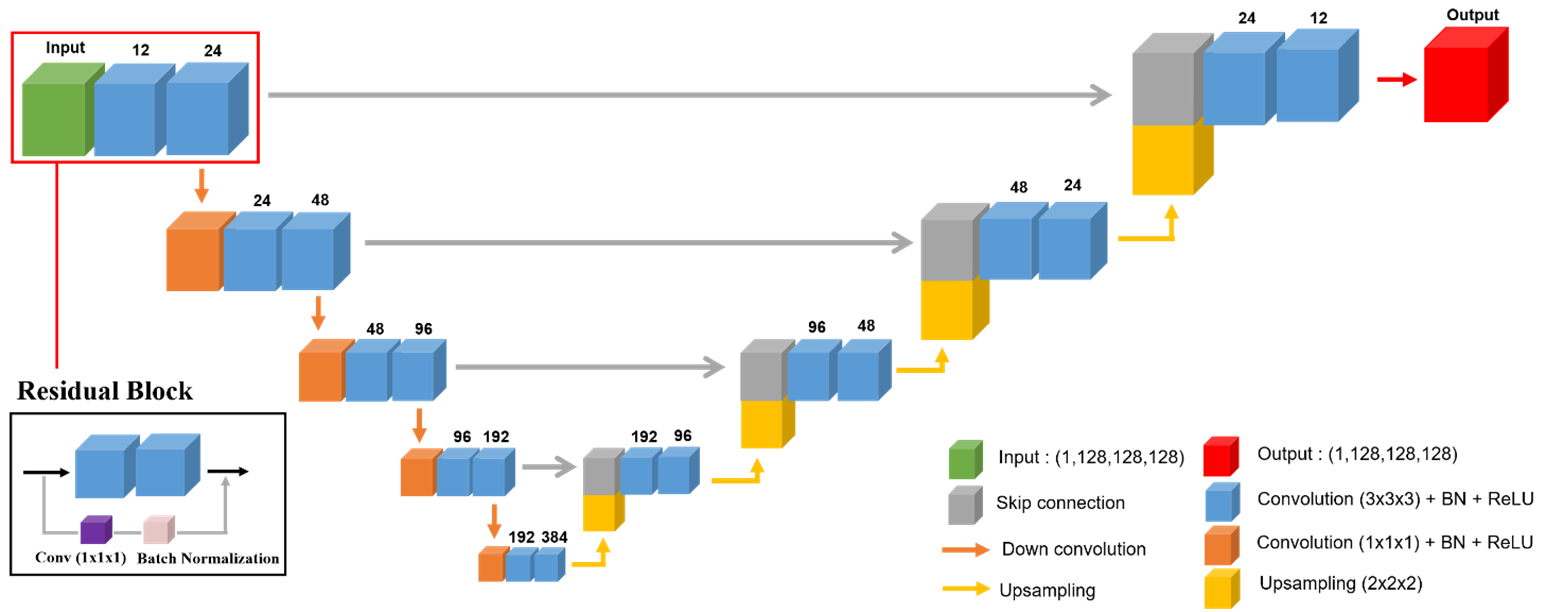 Input
12
24
24
12
Output
24
48
48
24
48
96
96
48
Residual Block
96
192
192
96
192
384
Conv (1x1x1)
Batch Normalization
Input : (1,128,128,128)
Output : (1,128,128,128)
Skip connection
Convolution (3x3x3) + BN + ReLU
Down convolution
Convolution (1x1x1) + BN + ReLU
Upsampling
Upsampling (2x2x2)